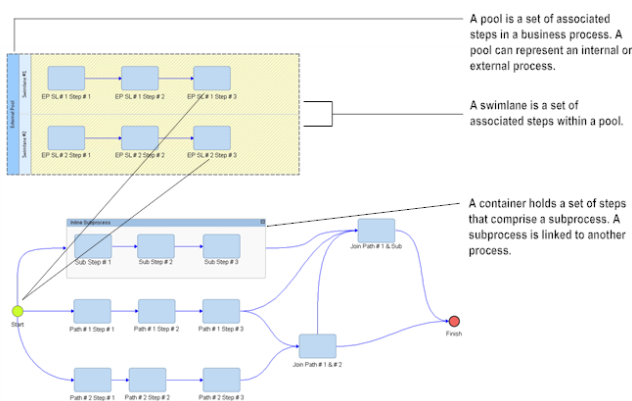 A pool is a set of associated
steps in a business process. A
pool can represent an internal or
external process.
External Pool
Swimlane #1
EP SL # 1 Step # 1
EP SL # 1 Step # 2
EP SL # 1 Step # 3
A swimlane is a set of
associated steps within a pool.
Swimlane #2
EP SL # 2 Step # 1
EP SL # 2 Step # 2
EP SL # 2 Step # 3
A container holds a set of steps
that comprise a subprocess. A
subprocess is linked to another
process.
Inline Subprocess
Sub Step # 1
Sub Step # 2
Sub Step # 3
Join Path # 1 & Sub
Start
Path # 1 Step # 1
Path # 1 Step # 2
Path # 1 Step # 3
Finish
Join Path # 1 & # 2
Path # 2 Step # 1
Path # 2 Step # 2
Path # 2 Step # 3